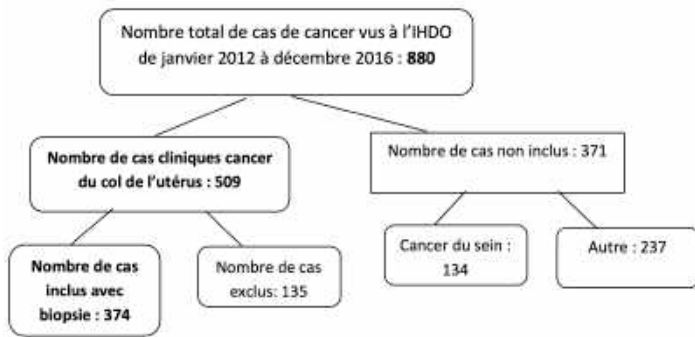 Nombre total de cas de cancer vus à l'IHDO
de janvier 2012 à décembre 2016 : 880
Nombre de cas cliniques cancer
du col de l'utérus : 509
Nombre de cas non inclus : 371
Nombre de cas
inclus avec
biopsie : 374
Nombre de cas
exclus: 135
Cancer du sein :
134
Autre : 237